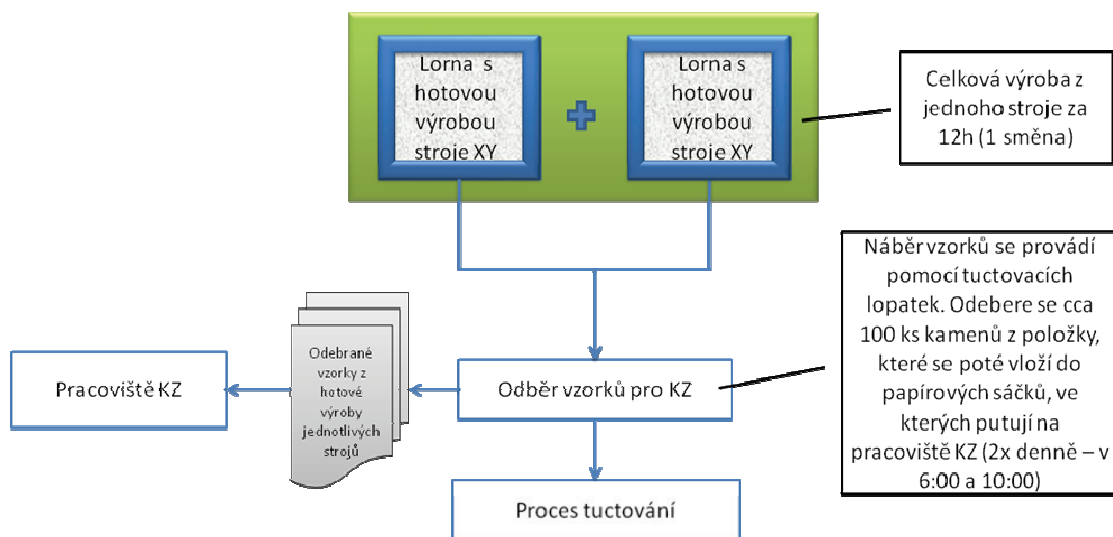 Lorna s
hotovou
výrobou
stroje XY
Lorna s
hotovou
výrobou
stroje XY
Celková výroba z
jednoho stroje za
12h (1 směna)
Náběr vzorků se provádí
pomocí tuctovacích
lopatek. Odebere se cca
100 ks kamenů z položky,
které se poté vloží do
papírových sáčků, ve
kterých putují na
pracoviště KZ (2x denně – v
6:00 a 10:00)
Odebrané
vzorky z
hotové
výroby
jednotlivých
strojů
Pracoviště KZ
Odběr vzorků pro KZ
Proces tuctování